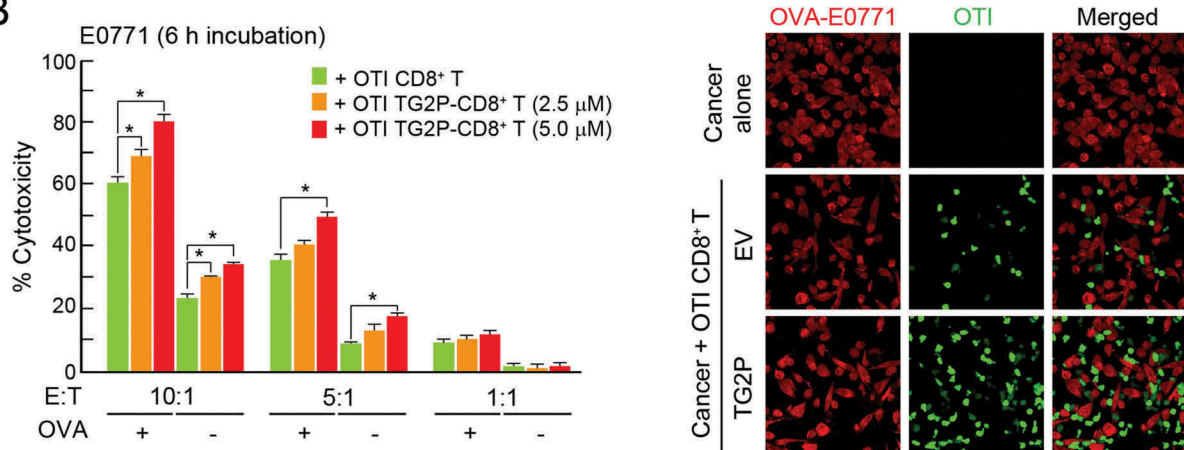 B
E0771 (6 h incubation)
% Cytotoxicity
100
80
60
40
20
0
+ OTI CD8⁺ T
+ OTI TG2P-CD8⁺ T (2.5 µM)
+ OTI TG2P-CD8⁺ T (5.0 µM)
* * * * * *
E:T 10:1 5:1 1:1
OVA + - + - + -
OVA-E0771 OTI Merged
Cancer
alone
Cancer + OTI CD8⁺ T
EV
TG2P